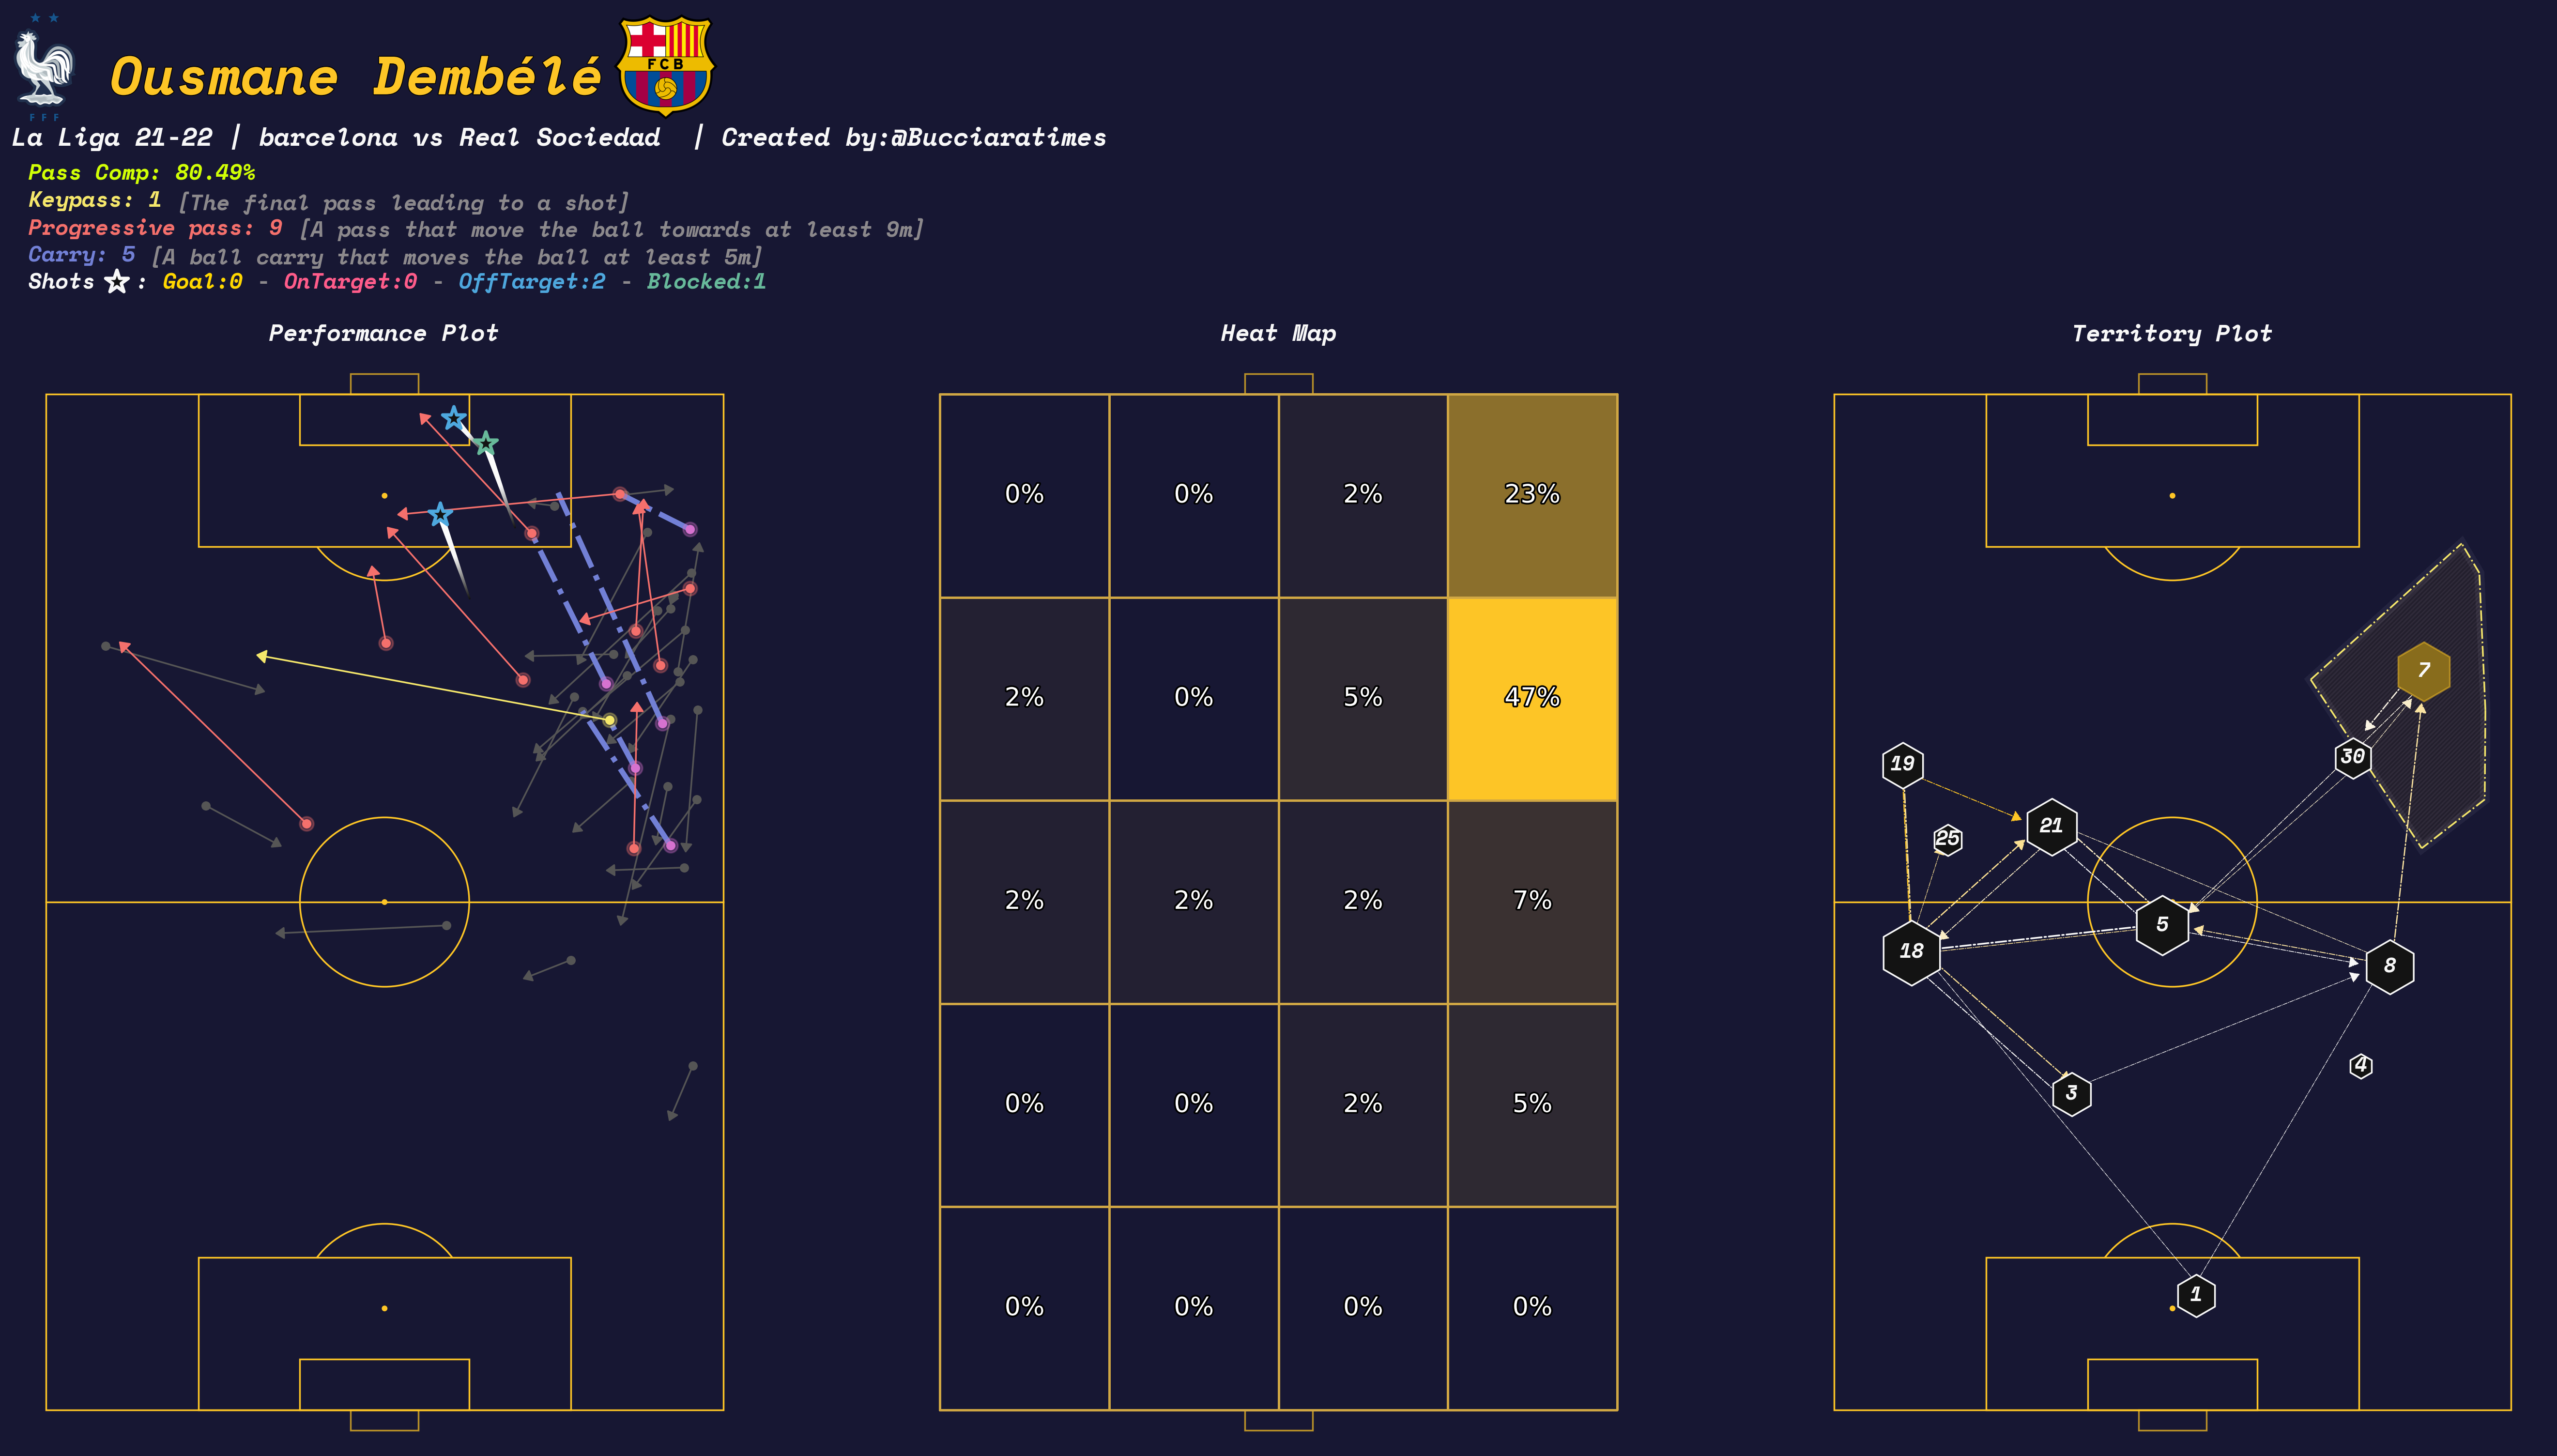 Ousmane Dembélé
FCB
FFF
La Liga 21-22 | barcelona vs Real Sociedad | Created by:@Bucciaratimes
Pass Comp: 80.49%
Keypass: 1 [The final pass leading to a shot]
Progressive pass: 9 [A pass that move the ball towards at least 9m]
Carry: 5 [A ball carry that moves the ball at least 5m]
Shots : Goal:0 - OnTarget:0 - OffTarget:2 - Blocked:1
Performance Plot
Heat Map
0% 0% 2% 23%
2% 0% 5% 47%
2% 2% 2% 7%
0% 0% 2% 5%
0% 0% 0% 0%
Territory Plot
7
30
19
21
25
5
18
8
4
3
1